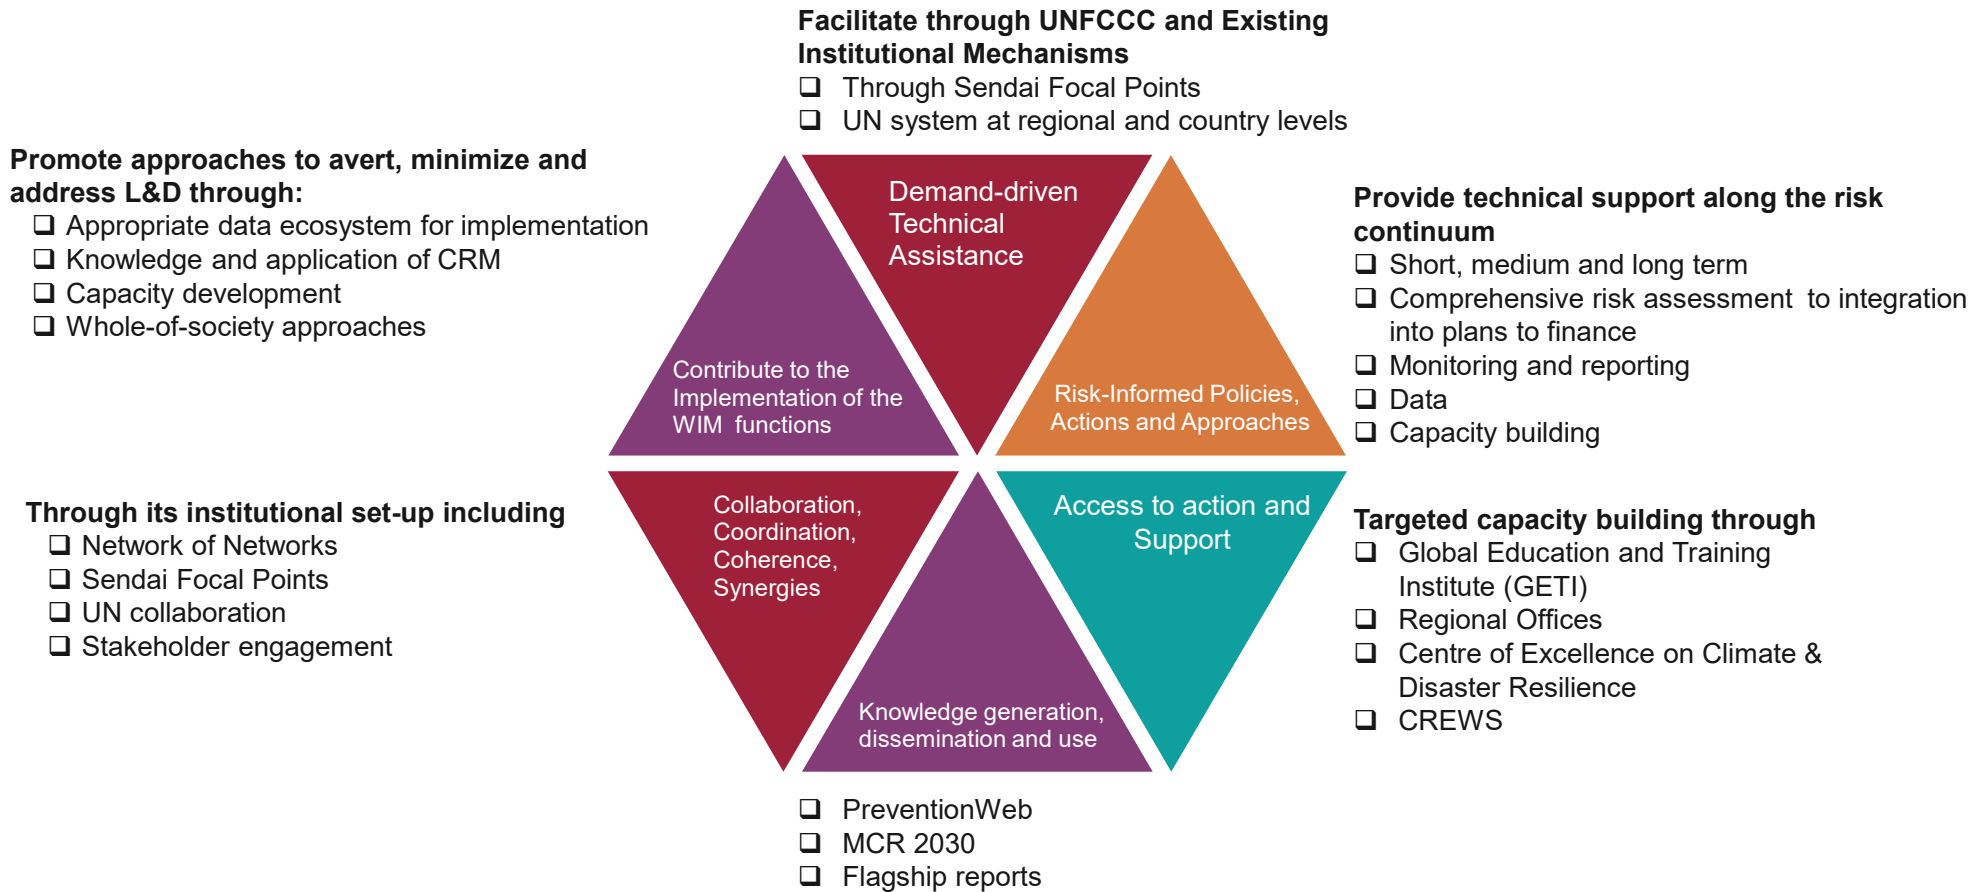 Facilitate through UNFCCC and Existing
Institutional Mechanisms
❑ Through Sendai Focal Points
❑ UN system at regional and country levels
Promote approaches to avert, minimize and
address L&D through:
❑ Appropriate data ecosystem for implementation
❑ Knowledge and application of CRM
❑ Capacity development
❑ Whole-of-society approaches
Demand-driven
Technical
Assistance
Provide technical support along the risk
continuum
❑ Short, medium and long term
❑ Comprehensive risk assessment  to integration
into plans to finance
❑ Monitoring and reporting
❑ Data
❑ Capacity building
Contribute to the
Implementation of the
WIM  functions
Risk-Informed Policies,
Actions and Approaches
Through its institutional set-up including
❑ Network of Networks
❑ Sendai Focal Points
❑ UN collaboration
❑ Stakeholder engagement
Collaboration,
Coordination,
Coherence,
Synergies
Access to action and
Support
Targeted capacity building through
❑ Global Education and Training
Institute (GETI)
❑ Regional Offices
❑ Centre of Excellence on Climate &
Disaster Resilience
❑ CREWS
Knowledge generation,
dissemination and use
❑ PreventionWeb
❑ MCR 2030
❑ Flagship reports